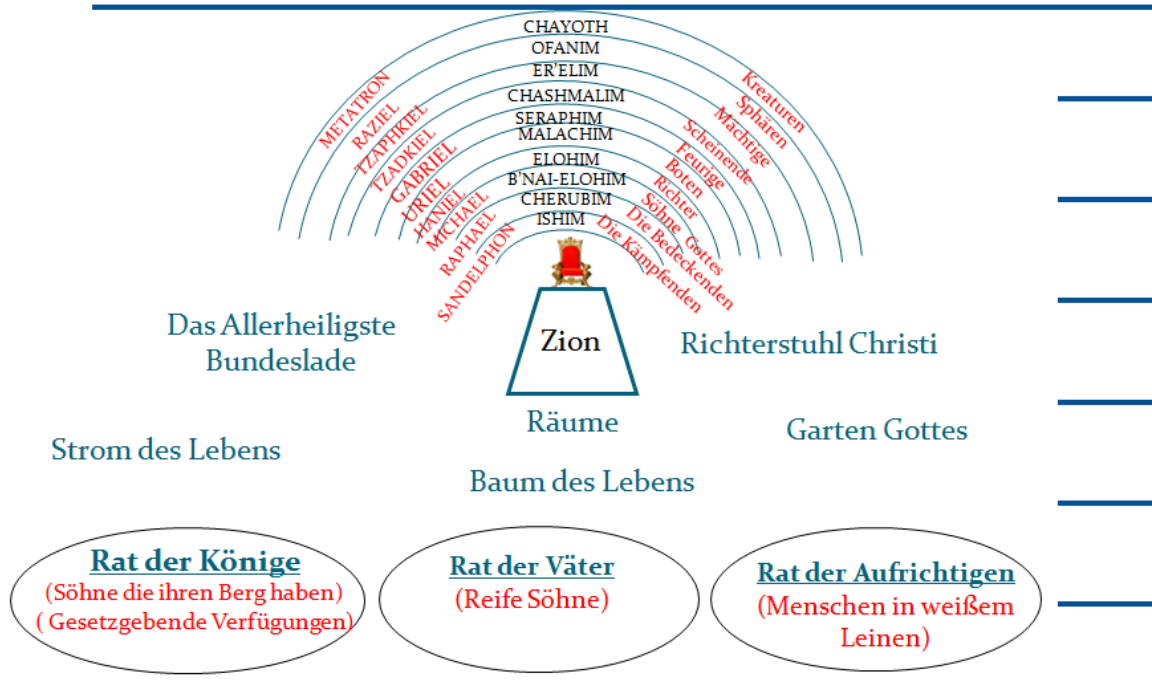 CHAYOTH
OFANIM
ER'ELIM
CHASHMALIM
SERAPHIM
MALACHIM
ELOHIM
B'NAI-ELOHIM
CHERUBIM
ISHIM
METATRON
RAZIEL
TZAPHKIEL
TZADKIEL
GABRIEL
URIEL
HANIEL
MICHAEL
RAPHAEL
SANDELPHON
Kreaturen
Sphären
Mächtige
Scheinende
Feurige
Boten
Richter
Söhne Gottes
Die Bedeckenden
Die Kämpfenden
Zion
Das Allerheiligste
Bundeslade
Richterstuhl Christi
Räume
Garten Gottes
Strom des Lebens
Baum des Lebens
Rat der Könige
(Söhne die ihren Berg haben)
( Gesetzgebende Verfügungen)
Rat der Väter
(Reife Söhne)
Rat der Aufrichtigen
(Menschen in weißem
Leinen)